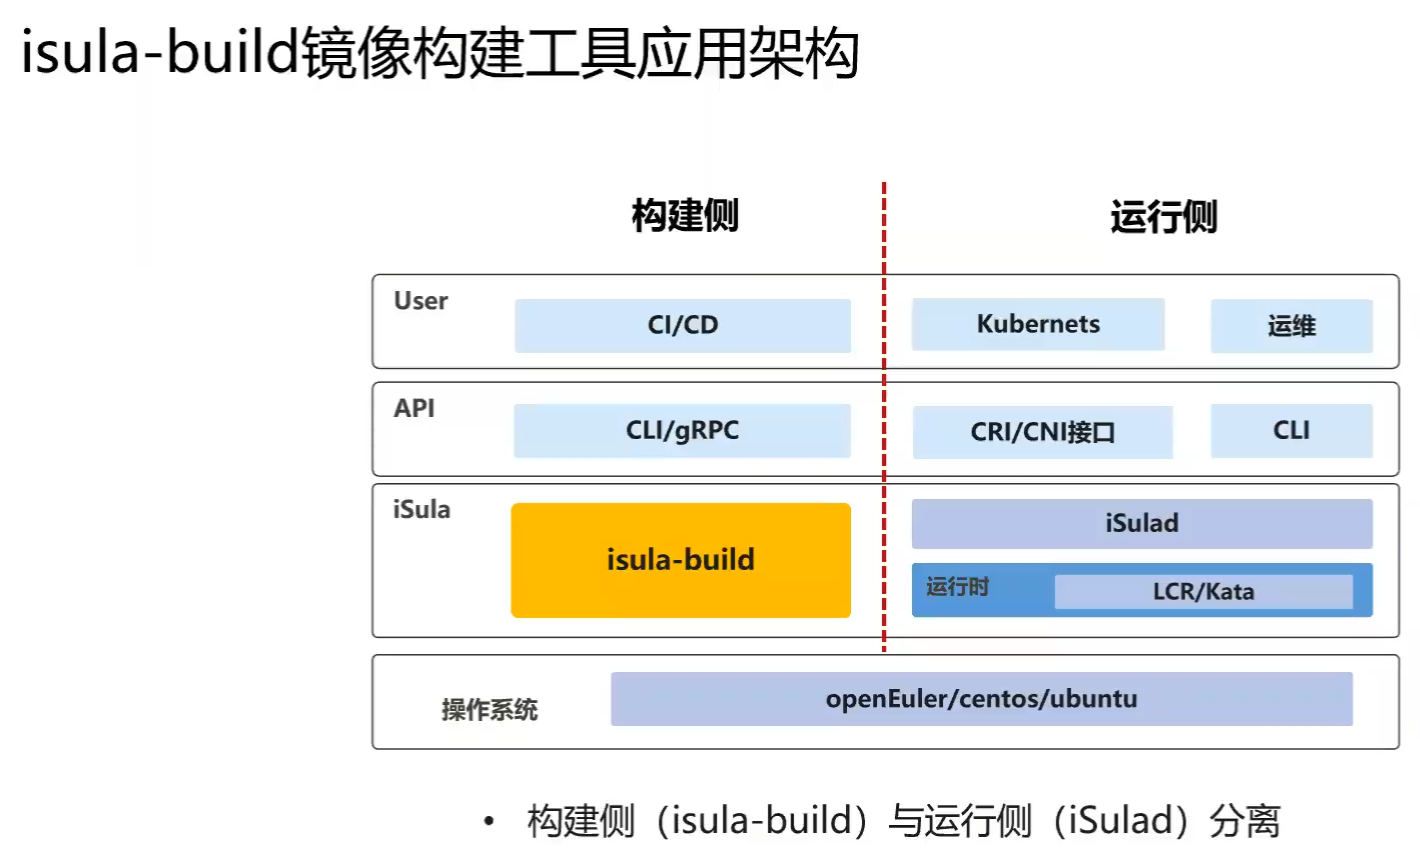 isula-build镜像构建工具应用架构
构建侧
运行侧
User
CI/CD
Kubernets
运维
API
CLI/gRPC
CRI/CNI接口
CLI
iSula
isula-build
iSulad
运行时
LCR/Kata
操作系统
openEuler/centos/ubuntu
• 构建侧（isula-build）与运行侧（iSulad）分离